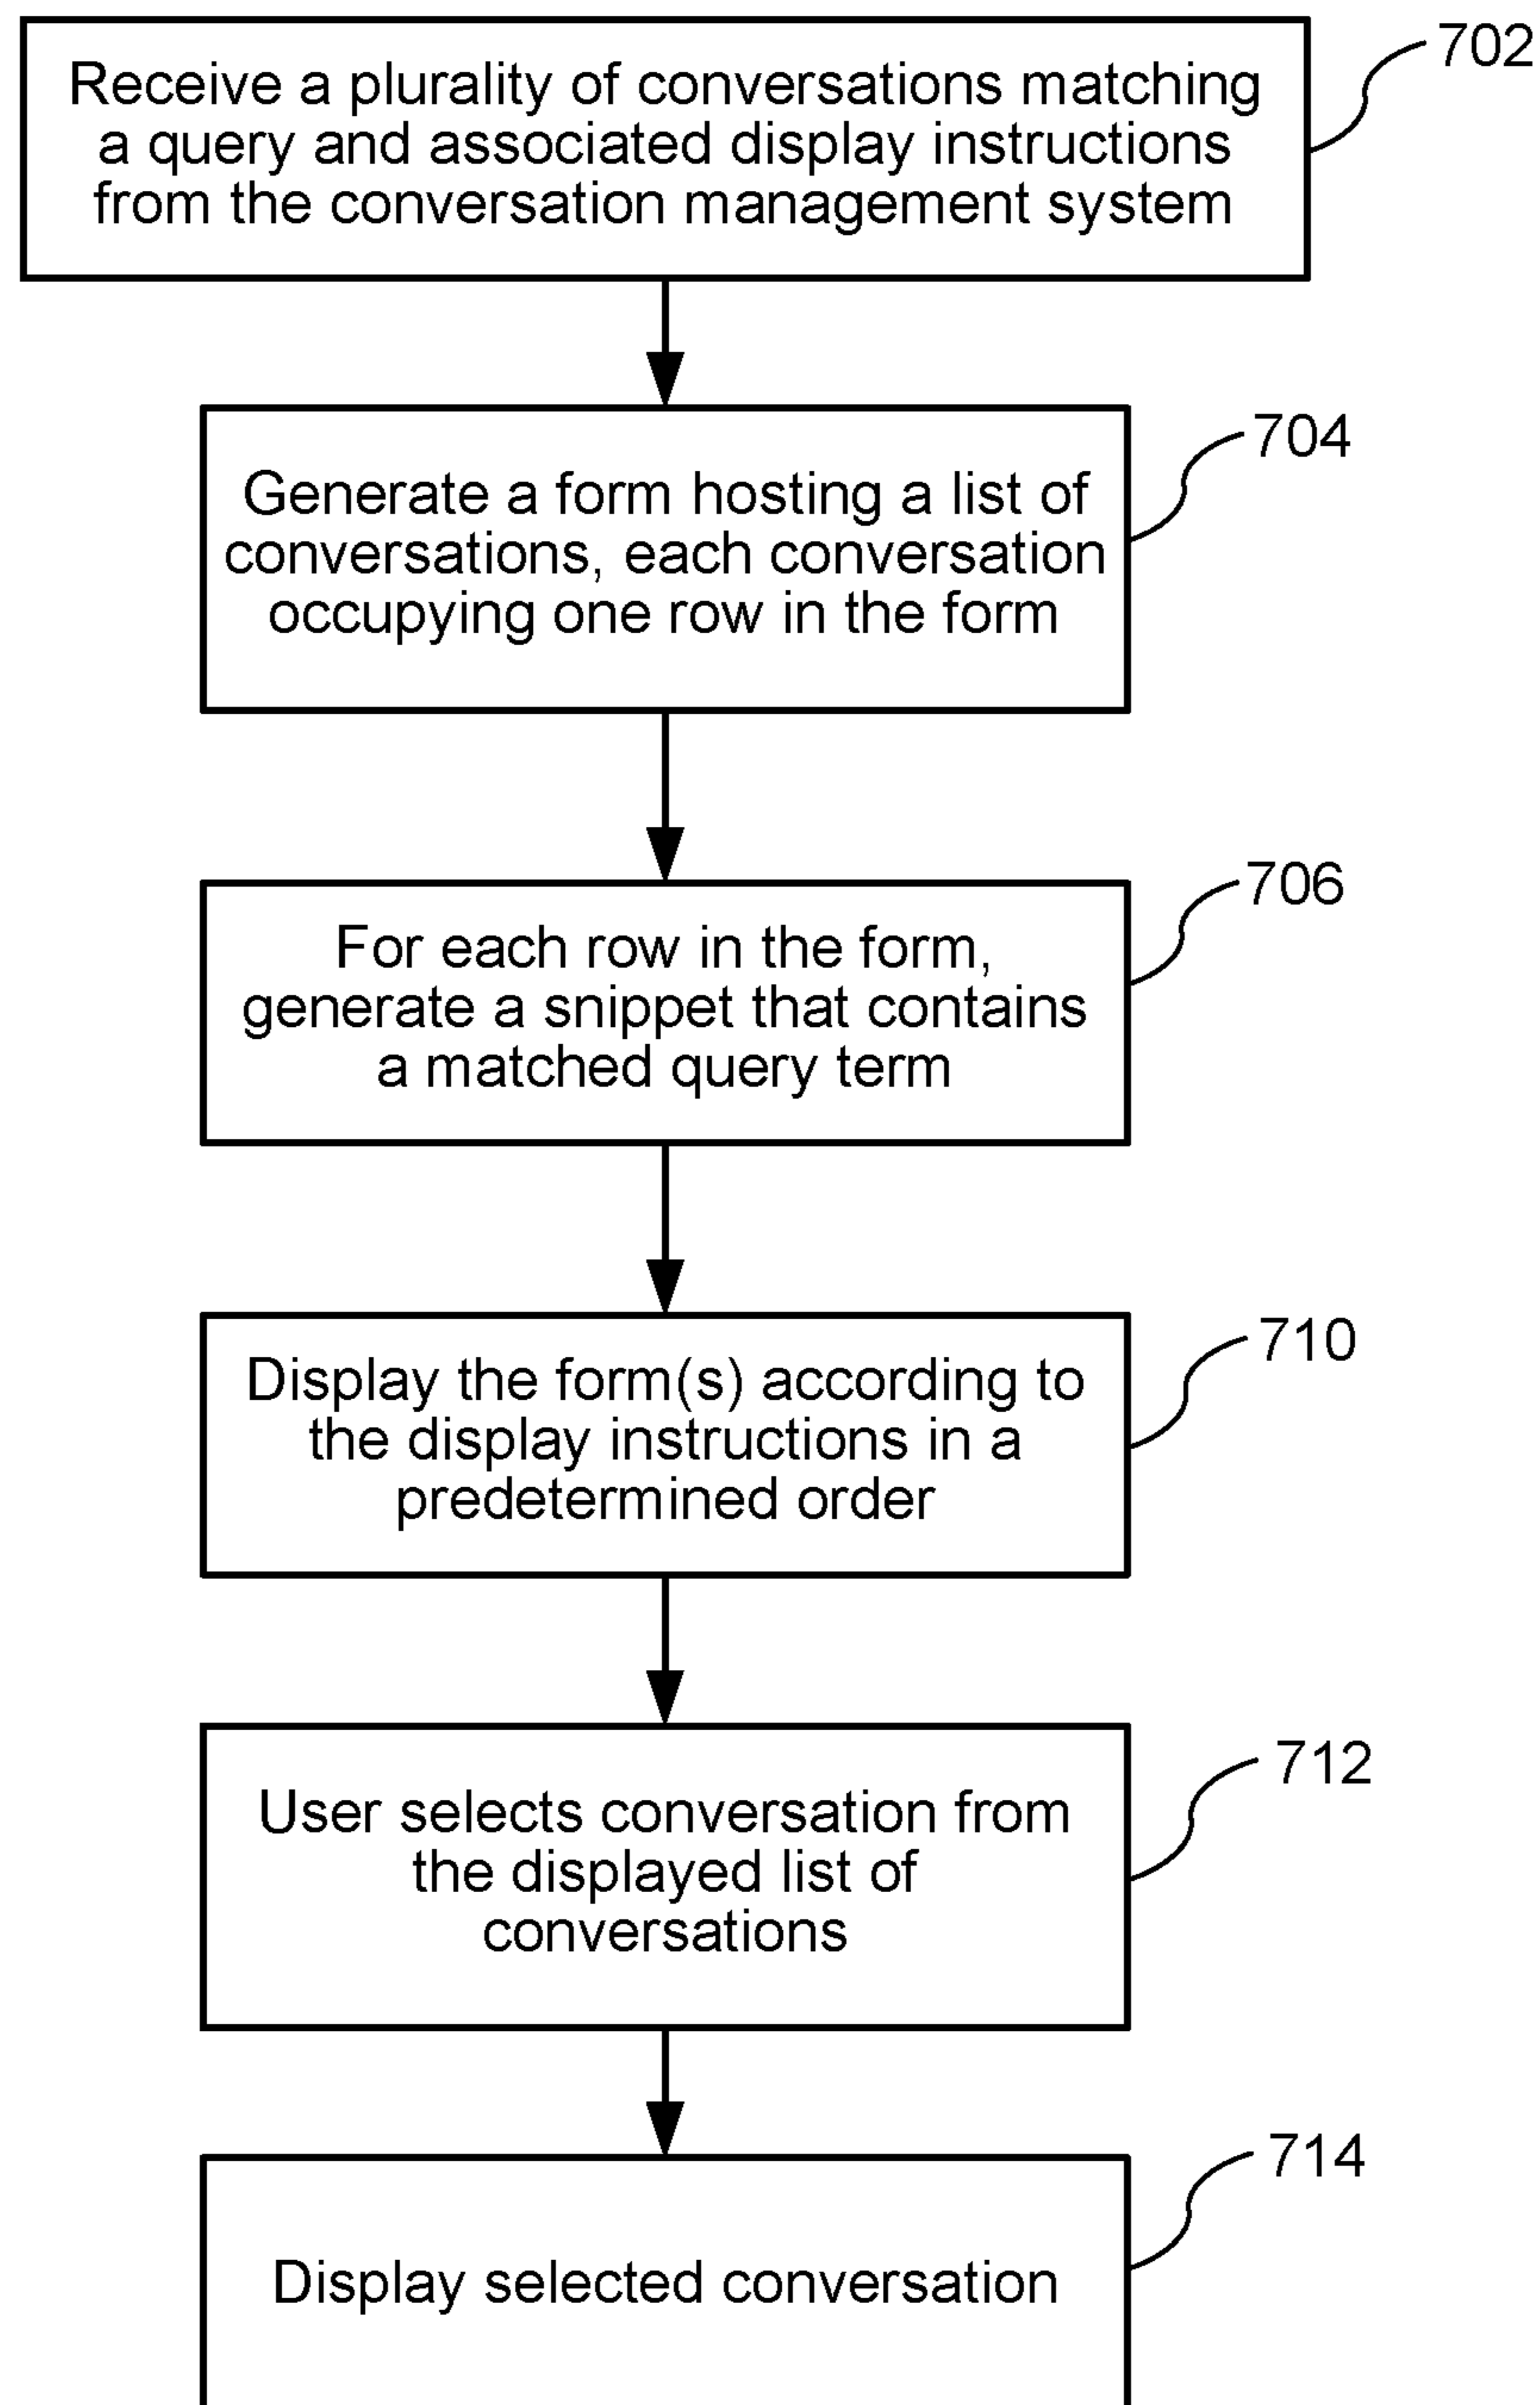 702
Receive a plurality of conversations matching
a query and associated display instructions
from the conversation management system
704
Generate a form hosting a list of
conversations, each conversation
occupying one row in the form
706
For each row in the form,
generate a snippet that contains
a matched query term
710
Display the form(s) according to
the display instructions in a
predetermined order
712
User selects conversation from
the displayed list of
conversations
714
Display selected conversation